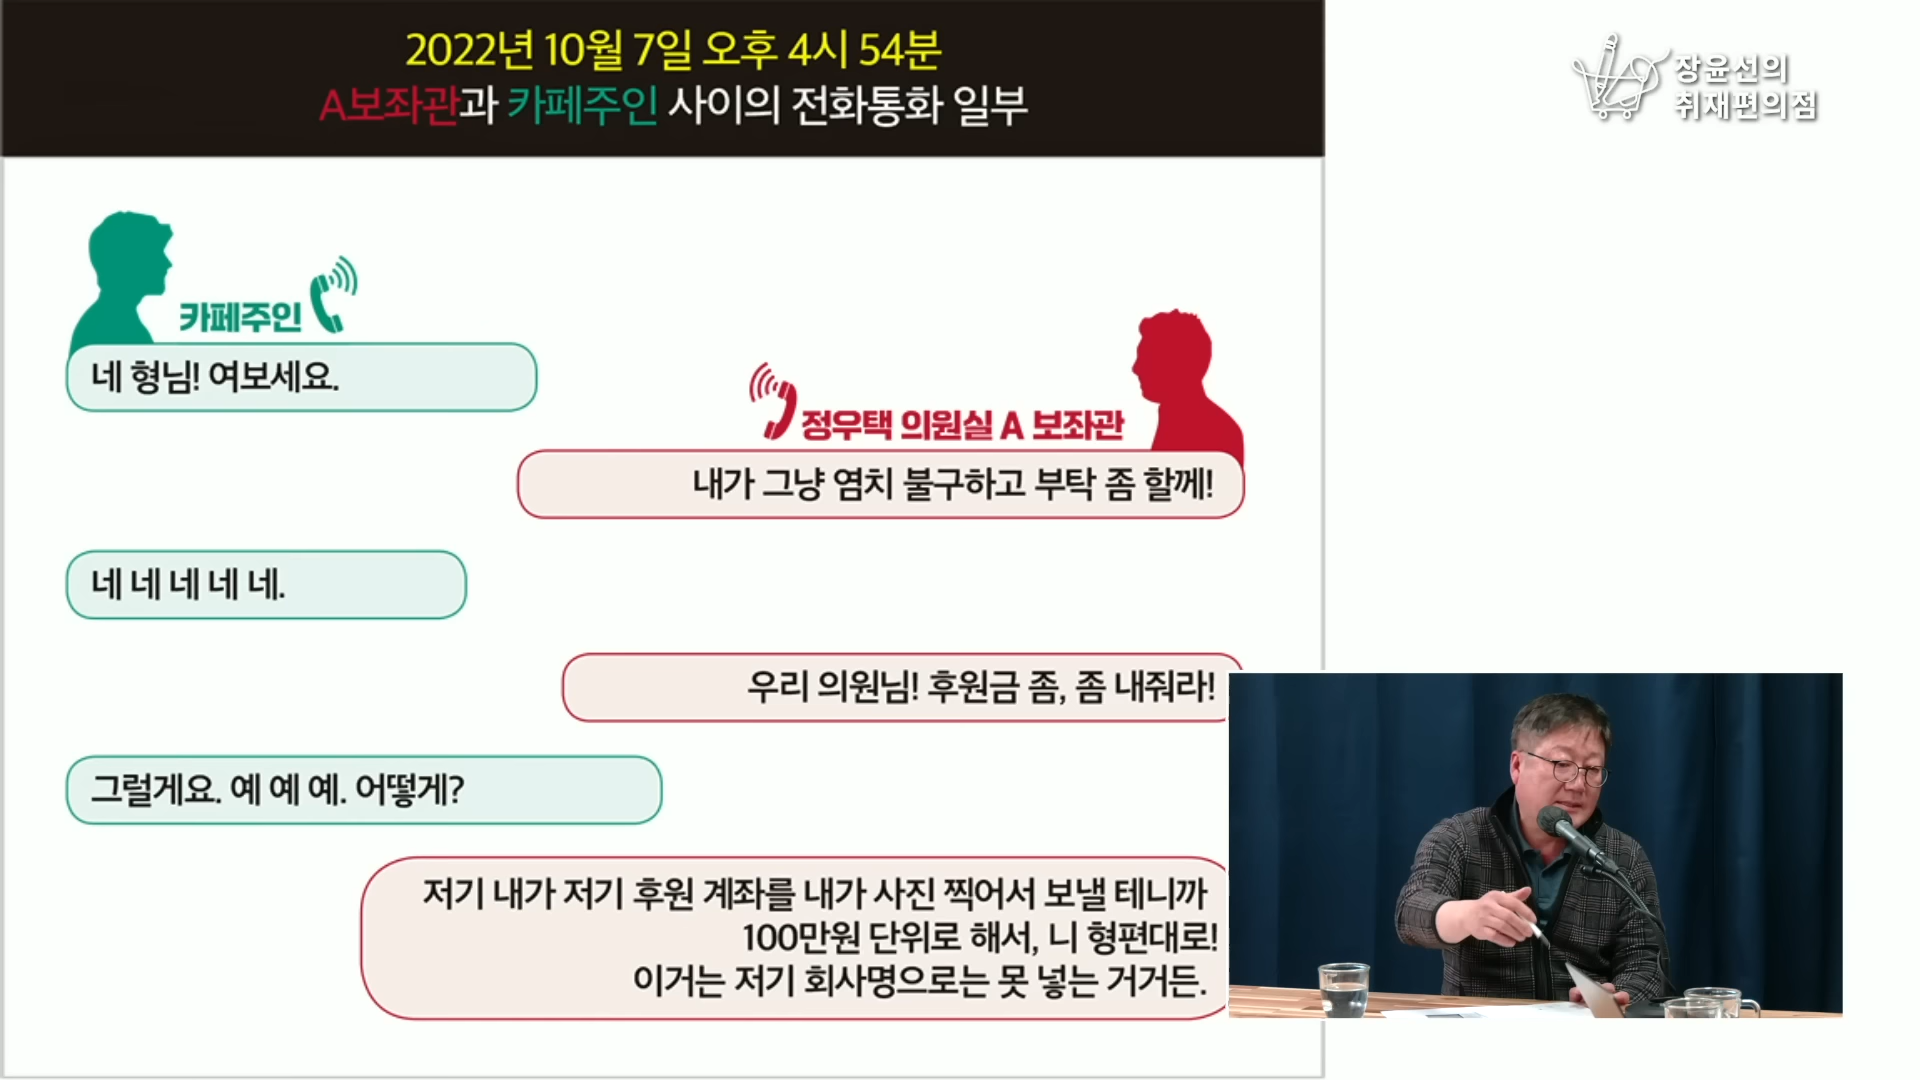 2022년 10월 7일 오후 4시 54분
A보좌관과 카페주인 사이의 전화통화 일부
장윤선의
취재편의점
카페주인
네 형님! 여보세요.
정우택 의원실 A 보좌관
내가 그냥 염치 불구하고 부탁 좀 할께!
네 네 네 네 네.
우리 의원님! 후원금 좀, 좀 내줘라!
그럴게요. 예 예 예. 어떻게?
저기 내가 저기 후원 계좌를 내가 사진 찍어서 보낼 테니까
100만원 단위로 해서, 니 형편대로!
이거는 저기 회사명으로는 못 넣는 거거든.